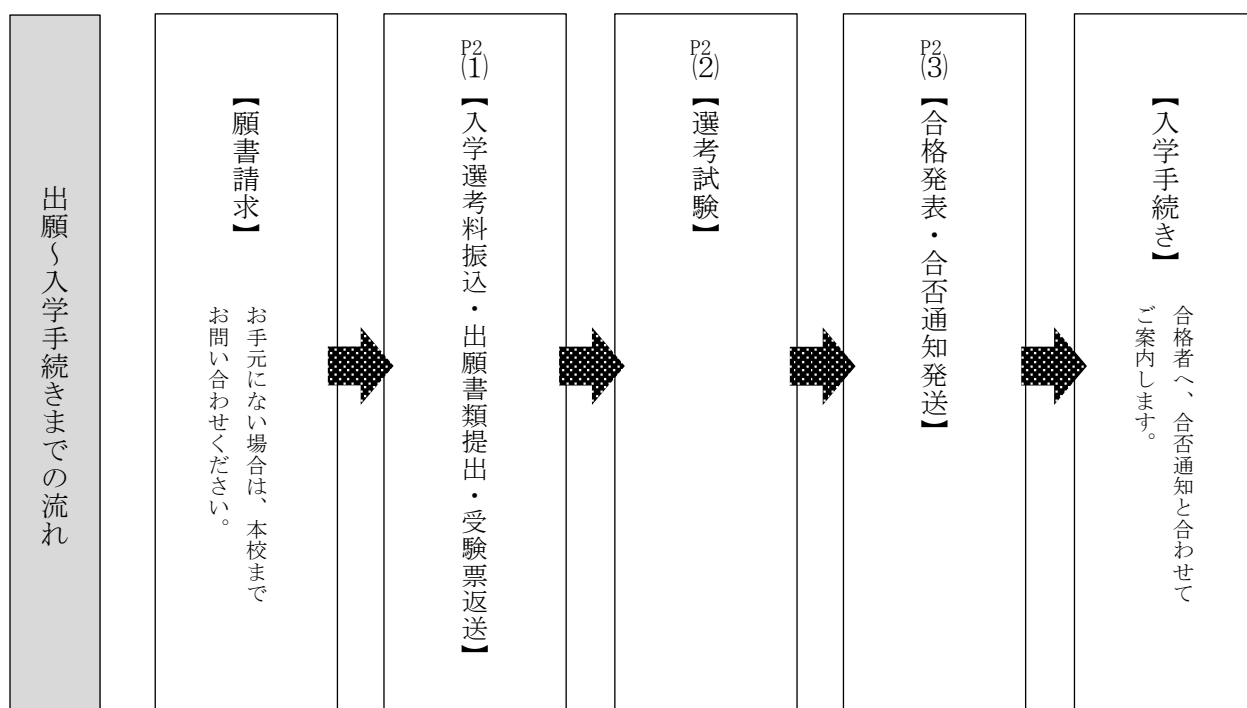 出願～入学手続きまでの流れ
【願書請求】
お手元にない場合は、本校まで
お問い合わせください。
P2
(1)
【入学選考料振込・出願書類提出・受験票返送】
P2
(2)
【選考試験】
P2
(3)
【合格発表・合否通知発送】
【入学手続き】
合格者へ、合否通知と合わせて
ご案内します。